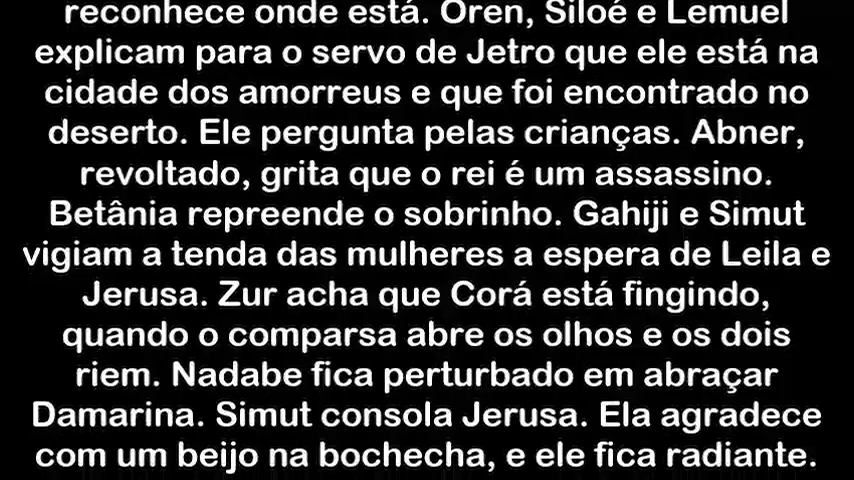 reconhece onde está. Oren, Siloé e Lemuel
explicam para o servo de Jetro que ele está na
cidade dos amorreus e que foi encontrado no
deserto. Ele pergunta pelas crianças. Abner,
revoltado, grita que o rei é um assassino.
Betânia repreende o sobrinho. Gahiji e Simut
vigiam a tenda das mulheres a espera de Leila e
Jerusa. Zur acha que Corá está fingindo,
quando o comparsa abre os olhos e os dois
riem. Nadabe fica perturbado em abraçar
Damarina. Simut consola Jerusa. Ela agradece
com um beijo na bochecha, e ele fica radiante.